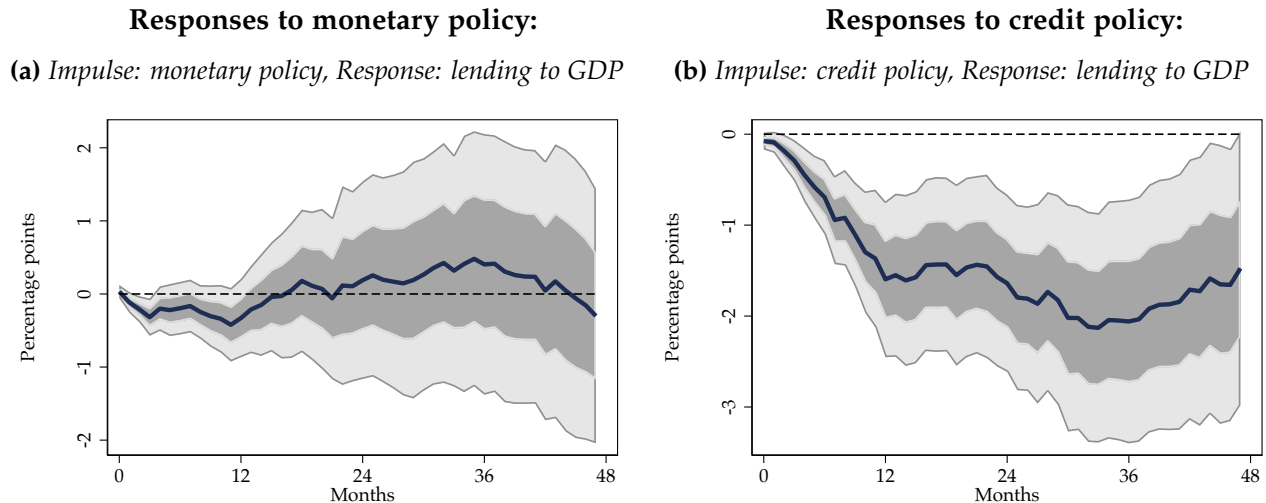 Responses to monetary policy:
(a) Impulse: monetary policy, Response: lending to GDP
Percentage points
2
1
0
-1
-2
0 12 24 36 48
Months
Responses to credit policy:
(b) Impulse: credit policy, Response: lending to GDP
Percentage points
0
-1
-2
-3
0 12 24 36 48
Months